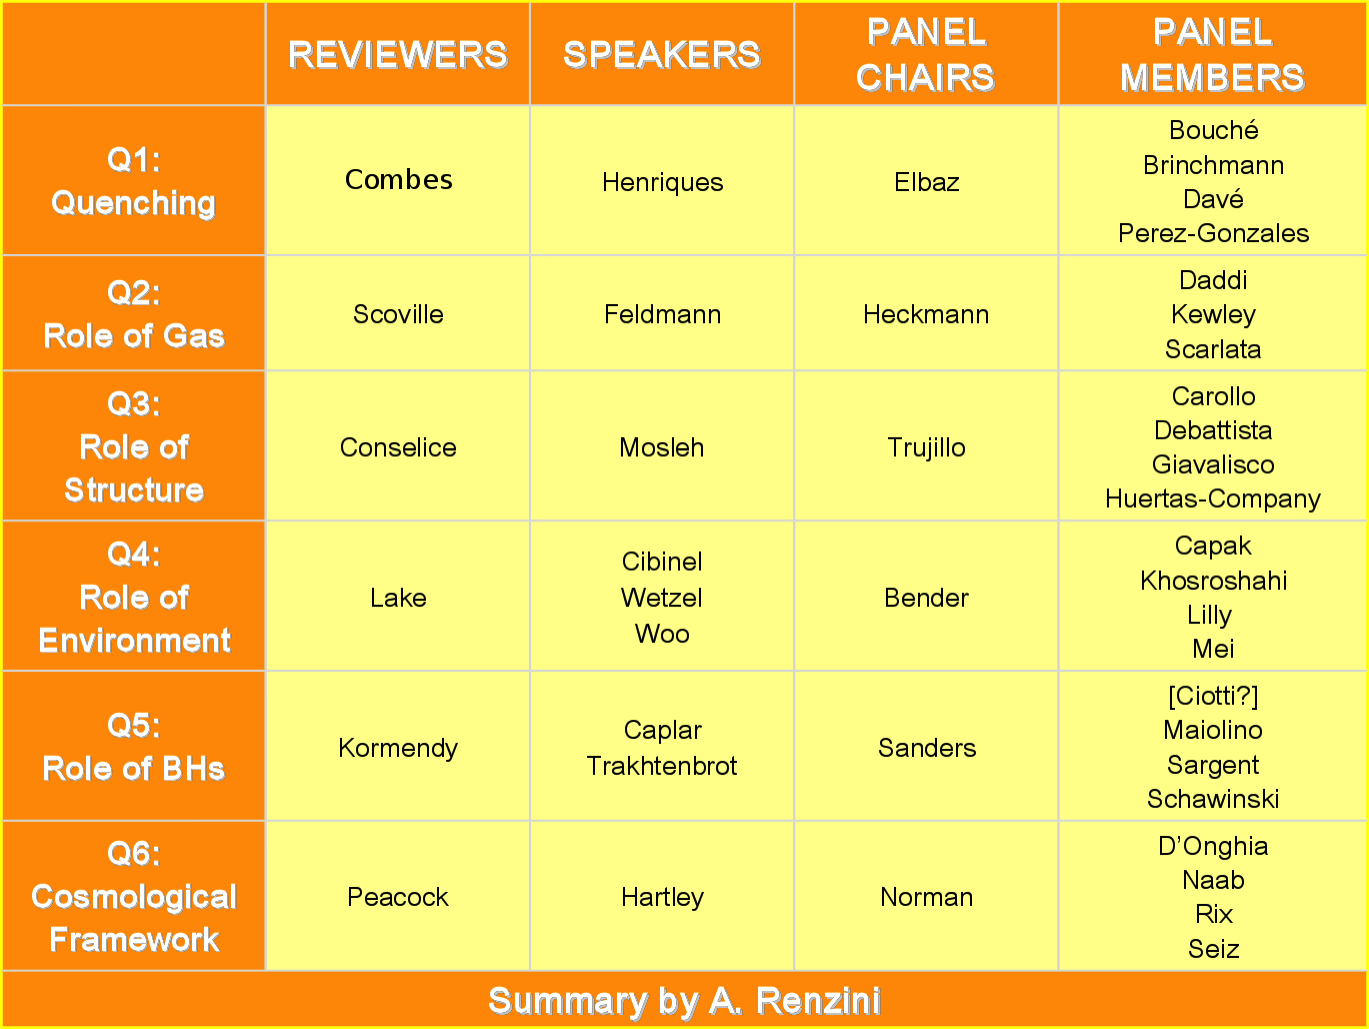 REVIEWERS
SPEAKERS
PANEL
CHAIRS
PANEL
MEMBERS
Q1:
Quenching
Combes
Henriques
Elbaz
Bouché
Brinchmann
Davé
Perez-Gonzales
Q2:
Role of Gas
Scoville
Feldmann
Heckmann
Daddi
Kewley
Scarlata
Q3:
Role of
Structure
Conselice
Mosleh
Trujillo
Carollo
Debattista
Giavalisco
Huertas-Company
Q4:
Role of
Environment
Lake
Cibinel
Wetzel
Woo
Bender
Capak
Khosroshahi
Lilly
Mei
Q5:
Role of BHs
Kormendy
Caplar
Trakhtenbrot
Sanders
[Ciotti?]
Maiolino
Sargent
Schawinski
Q6:
Cosmological
Framework
Peacock
Hartley
Norman
D’Onghia
Naab
Rix
Seiz
Summary by A. Renzini